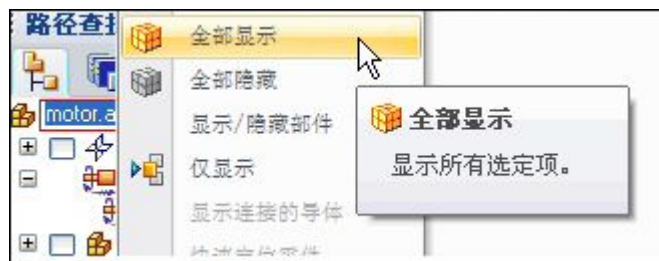 路径查
全部显示
全部隐藏
motor.a
显示/隐藏部件
仅显示
显示连接的导体
全部显示
显示所有选定项。